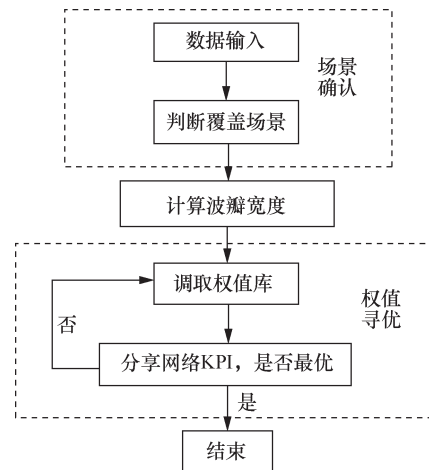 数据输入
场景
确认
判断覆盖场景
计算波瓣宽度
调取权值库
权值
寻优
否
分享网络KPI，是否最优
是
结束